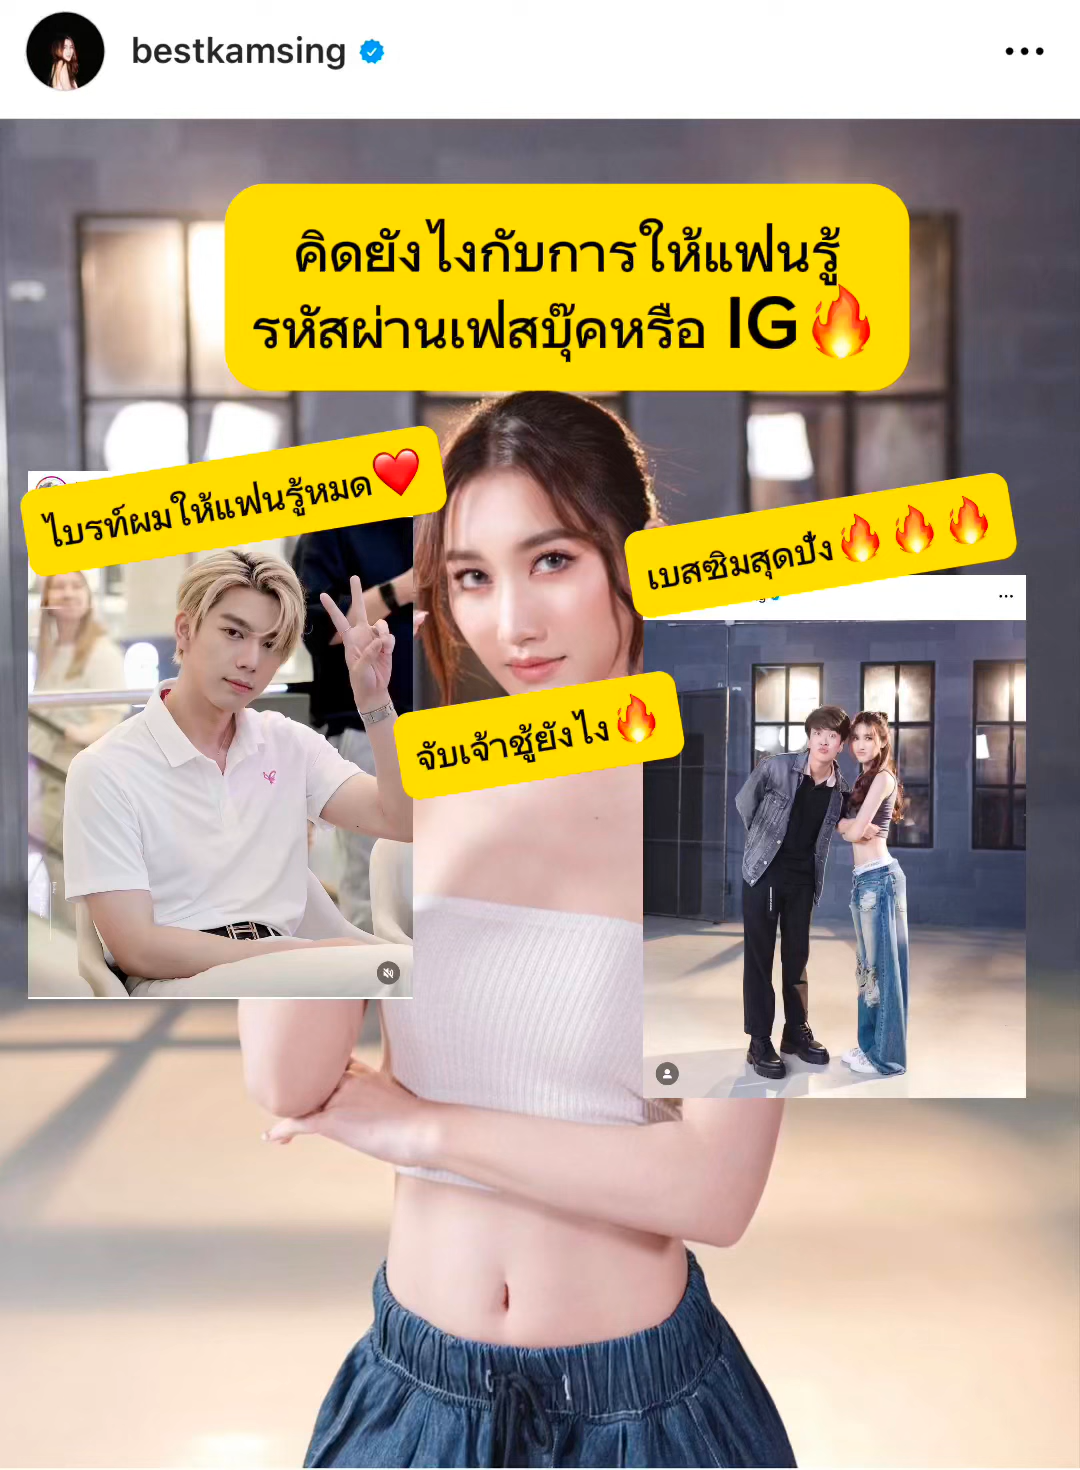 bestkamsing
คิดยังไงกับการให้แฟนรู้
รหัสผ่านเฟสบุ๊คหรือ IG🔥
ไบรท์ผมให้แฟนรู้หมด❤️
เบสซิมสุดปัง🔥🔥🔥
จับเจ้าชู้ยังไง🔥